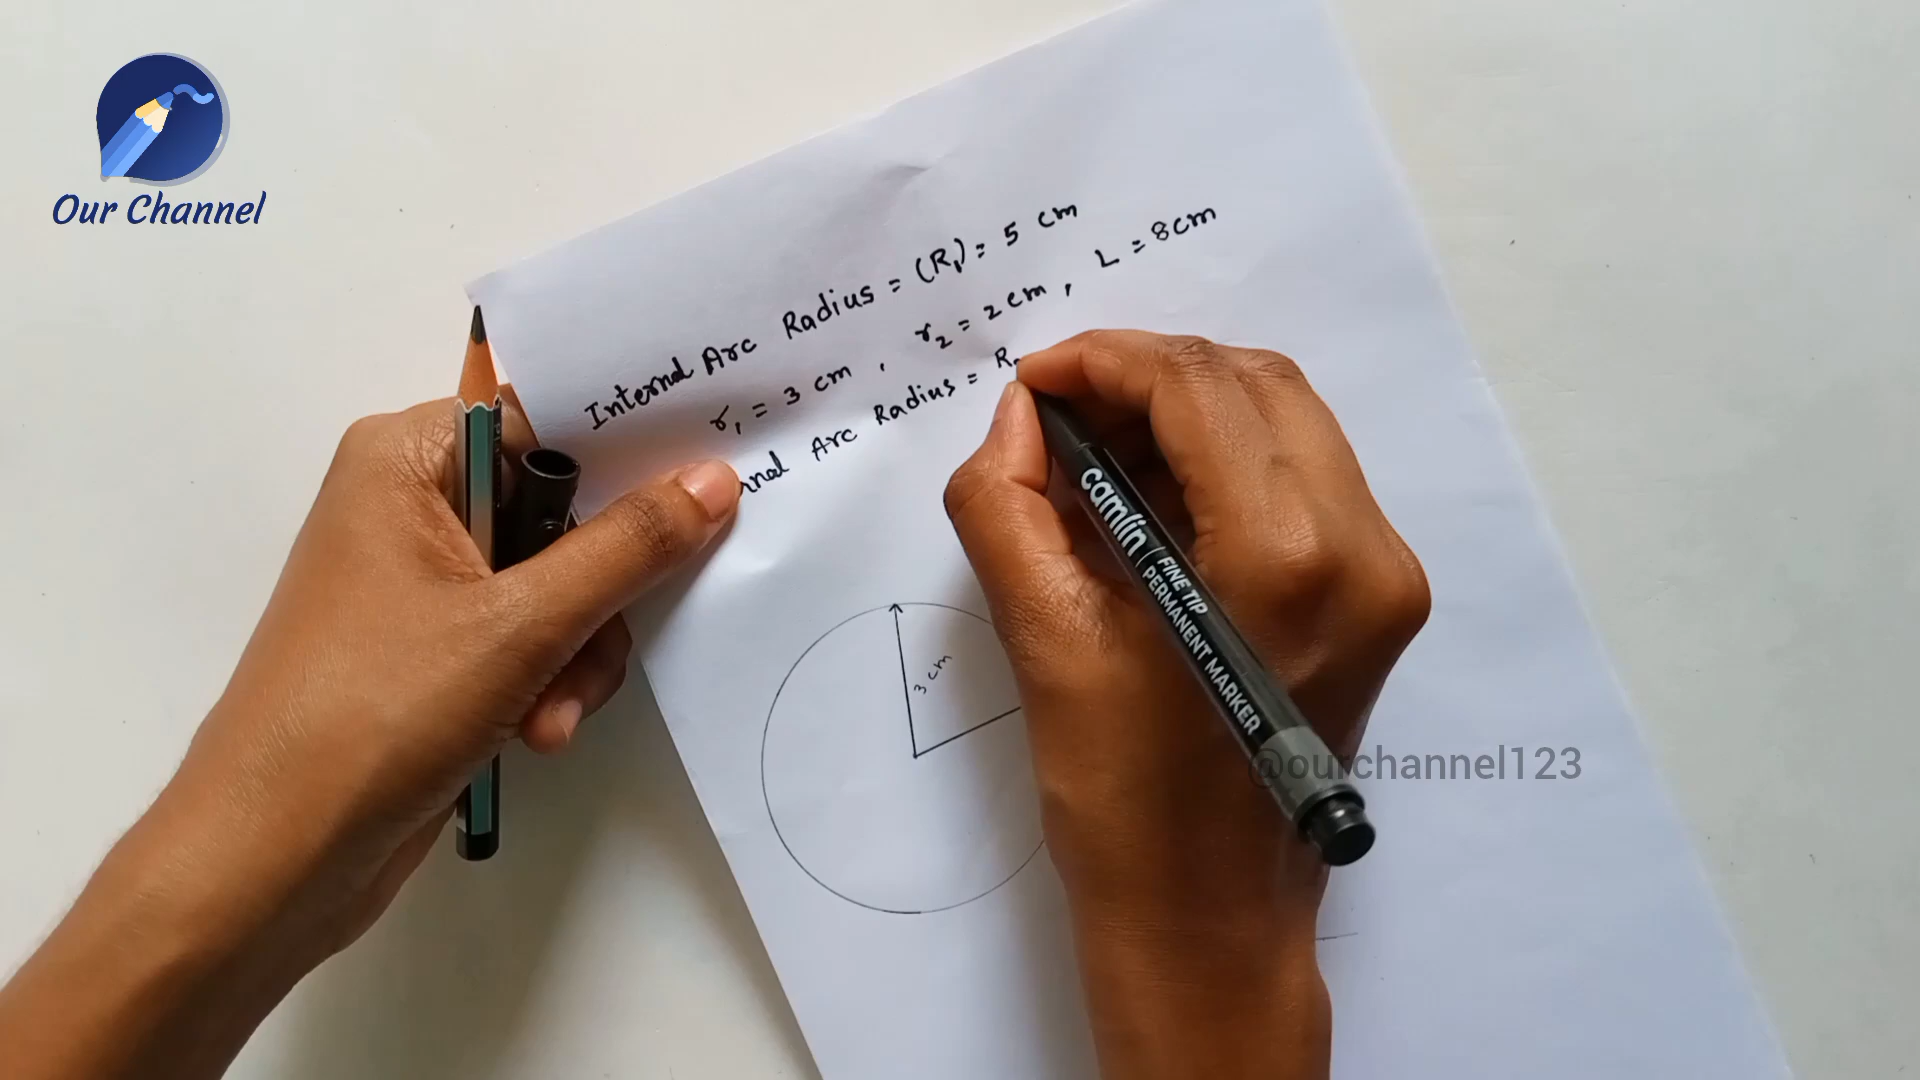 Our Channel
Internal Arc Radius = (R1) = 5 cm
r1 = 3 cm , r2 = 2 cm , L = 8cm
rnal Arc Radius = R
3 cm
camlin FINE TIP
PERMANENT MARKER
@ourchannel123